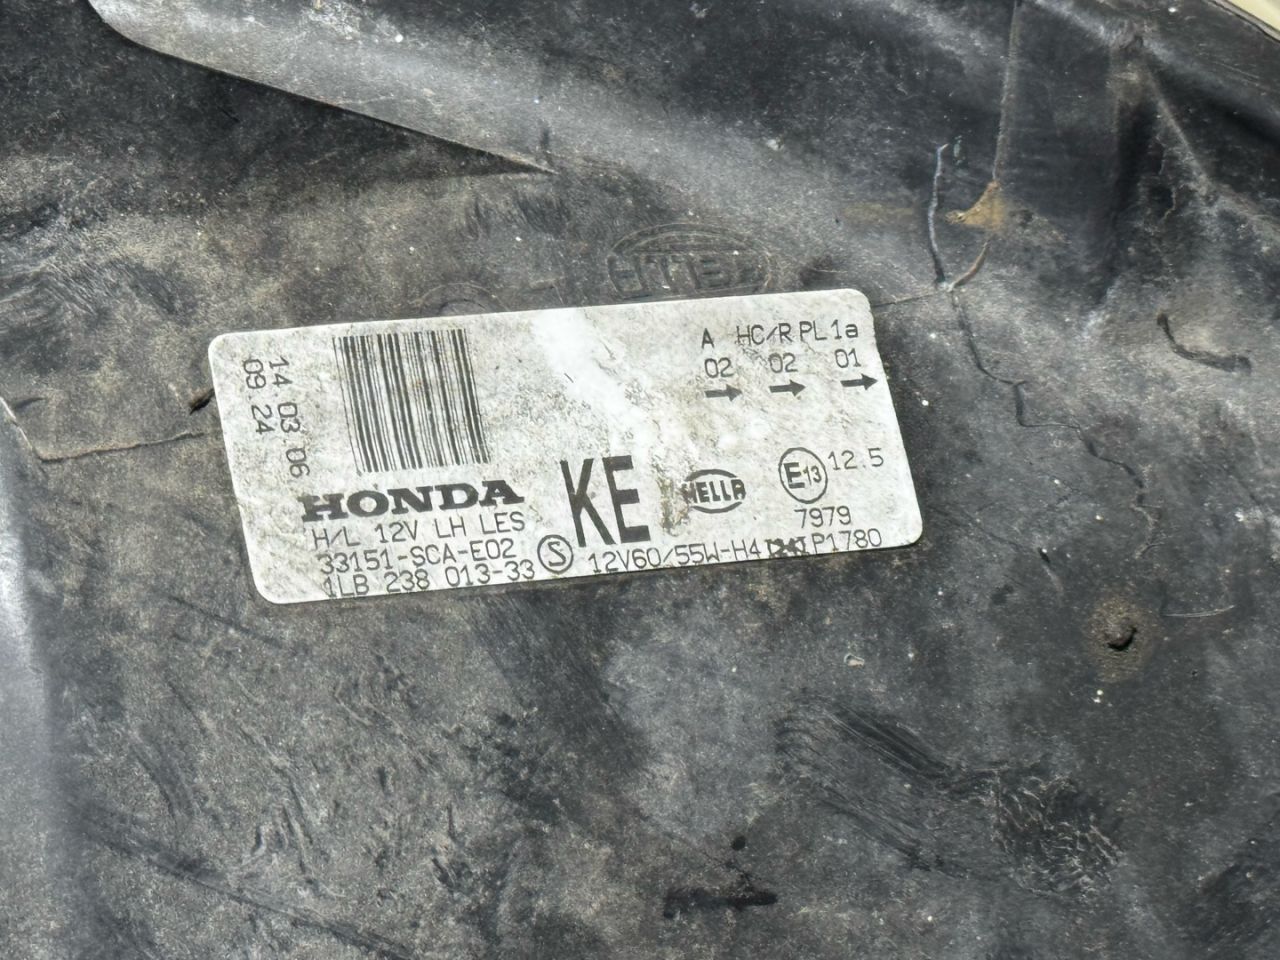 HELLA
14.03.06
09.24
A HC/R PL 1a
02 02 01
→ → →
HONDA
H/L 12V LH LES
33151-SCA-E02
1LB 238 013-33
S
KE
HELLA
E13
12.5
7979
12V60/55W-H4 P1780